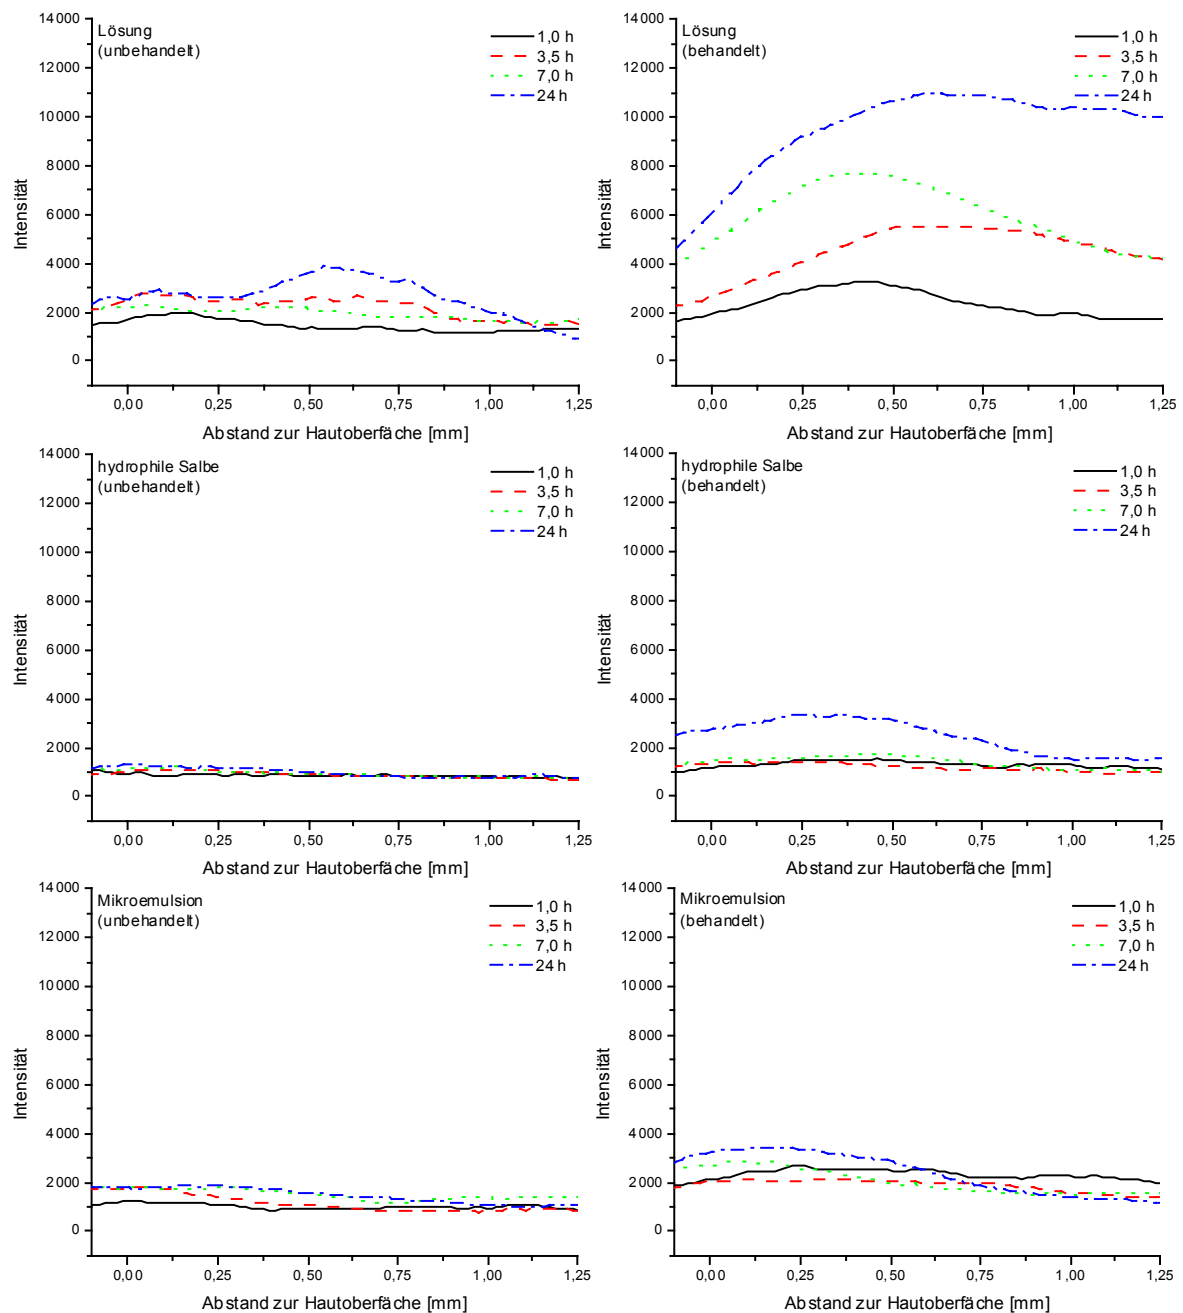 Lösung
(unbehandelt)
1,0 h
3,5 h
7,0 h
24 h
14000
12000
10000
8000
6000
4000
2000
0
Intensität
0,00 0,25 0,50 0,75 1,00 1,25
Abstand zur Hautoberfäche [mm]
Lösung
(behandelt)
1,0 h
3,5 h
7,0 h
24 h
14000
12000
10000
8000
6000
4000
2000
0
Intensität
0,00 0,25 0,50 0,75 1,00 1,25
Abstand zur Hautoberfäche [mm]
hydrophile Salbe
(unbehandelt)
1,0 h
3,5 h
7,0 h
24 h
14000
12000
10000
8000
6000
4000
2000
0
Intensität
0,00 0,25 0,50 0,75 1,00 1,25
Abstand zur Hautoberfäche [mm]
hydrophile Salbe
(behandelt)
1,0 h
3,5 h
7,0 h
24 h
14000
12000
10000
8000
6000
4000
2000
0
Intensität
0,00 0,25 0,50 0,75 1,00 1,25
Abstand zur Hautoberfäche [mm]
Mikroemulsion
(unbehandelt)
1,0 h
3,5 h
7,0 h
24 h
14000
12000
10000
8000
6000
4000
2000
0
Intensität
0,00 0,25 0,50 0,75 1,00 1,25
Abstand zur Hautoberfäche [mm]
Mikroemulsion
(behandelt)
1,0 h
3,5 h
7,0 h
24 h
14000
12000
10000
8000
6000
4000
2000
0
Intensität
0,00 0,25 0,50 0,75 1,00 1,25
Abstand zur Hautoberfäche [mm]